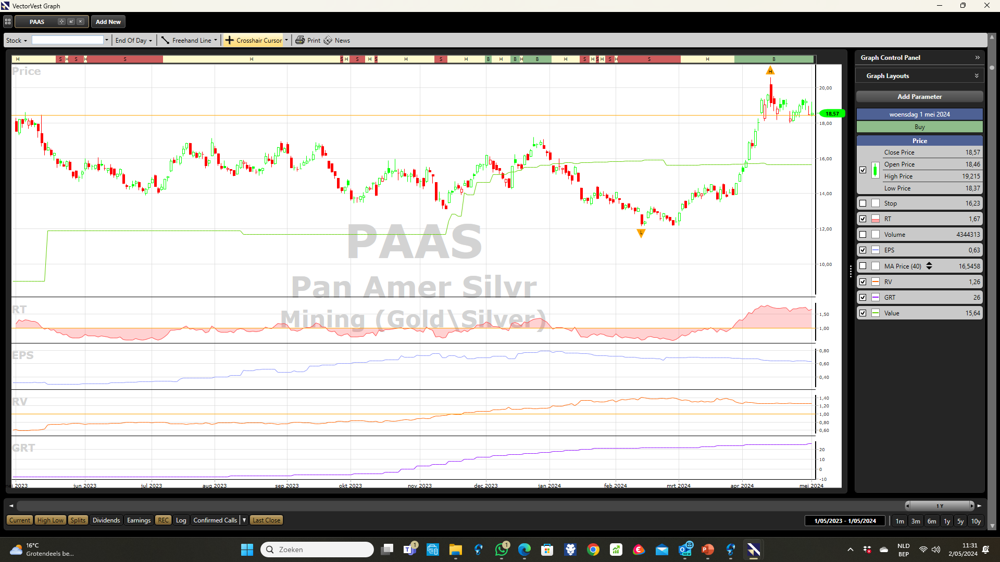 VectorVest Graph
PAAS
Add New
Stock
End Of Day
Freehand Line
Crosshair Cursor
Print
News
H S H S H S H S H S H S H S H B H B H B H S H S H S H S H B
Price
H
20,00
18,57
18,00
16,00
14,00
12,00
10,00
L
PAAS
Pan Amer Silvr
Mining (Gold\Silver)
RT
1,50
1,00
EPS
0,80
0,60
0,40
RV
1,40
1,20
1,00
0,80
0,60
GRT
20
10
0
-10
ei 2023 jun 2023 jul 2023 aug 2023 sep 2023 okt 2023 nov 2023 dec 2023 jan 2024 feb 2024 mrt 2024 apr 2024 mei 2024
Graph Control Panel
Graph Layouts
Add Parameter
woensdag 1 mei 2024
Buy
Price
Close Price 18,57
Open Price 18,46
High Price 19,215
Low Price 18,37
Stop 16,23
RT 1,67
Volume 4344313
EPS 0,63
MA Price (40) 16,5458
RV 1,26
GRT 26
Value 15,64
1 Y
Current High Low Splits Dividends Earnings REC Log Confirmed Calls Last Close
1/05/2023 - 1/05/2024 1m 3m 6m 1y 5y 10y
16°C
Grotendeels be...
Zoeken
1
1
NEW
NLD
BEP
11:31
2/05/2024